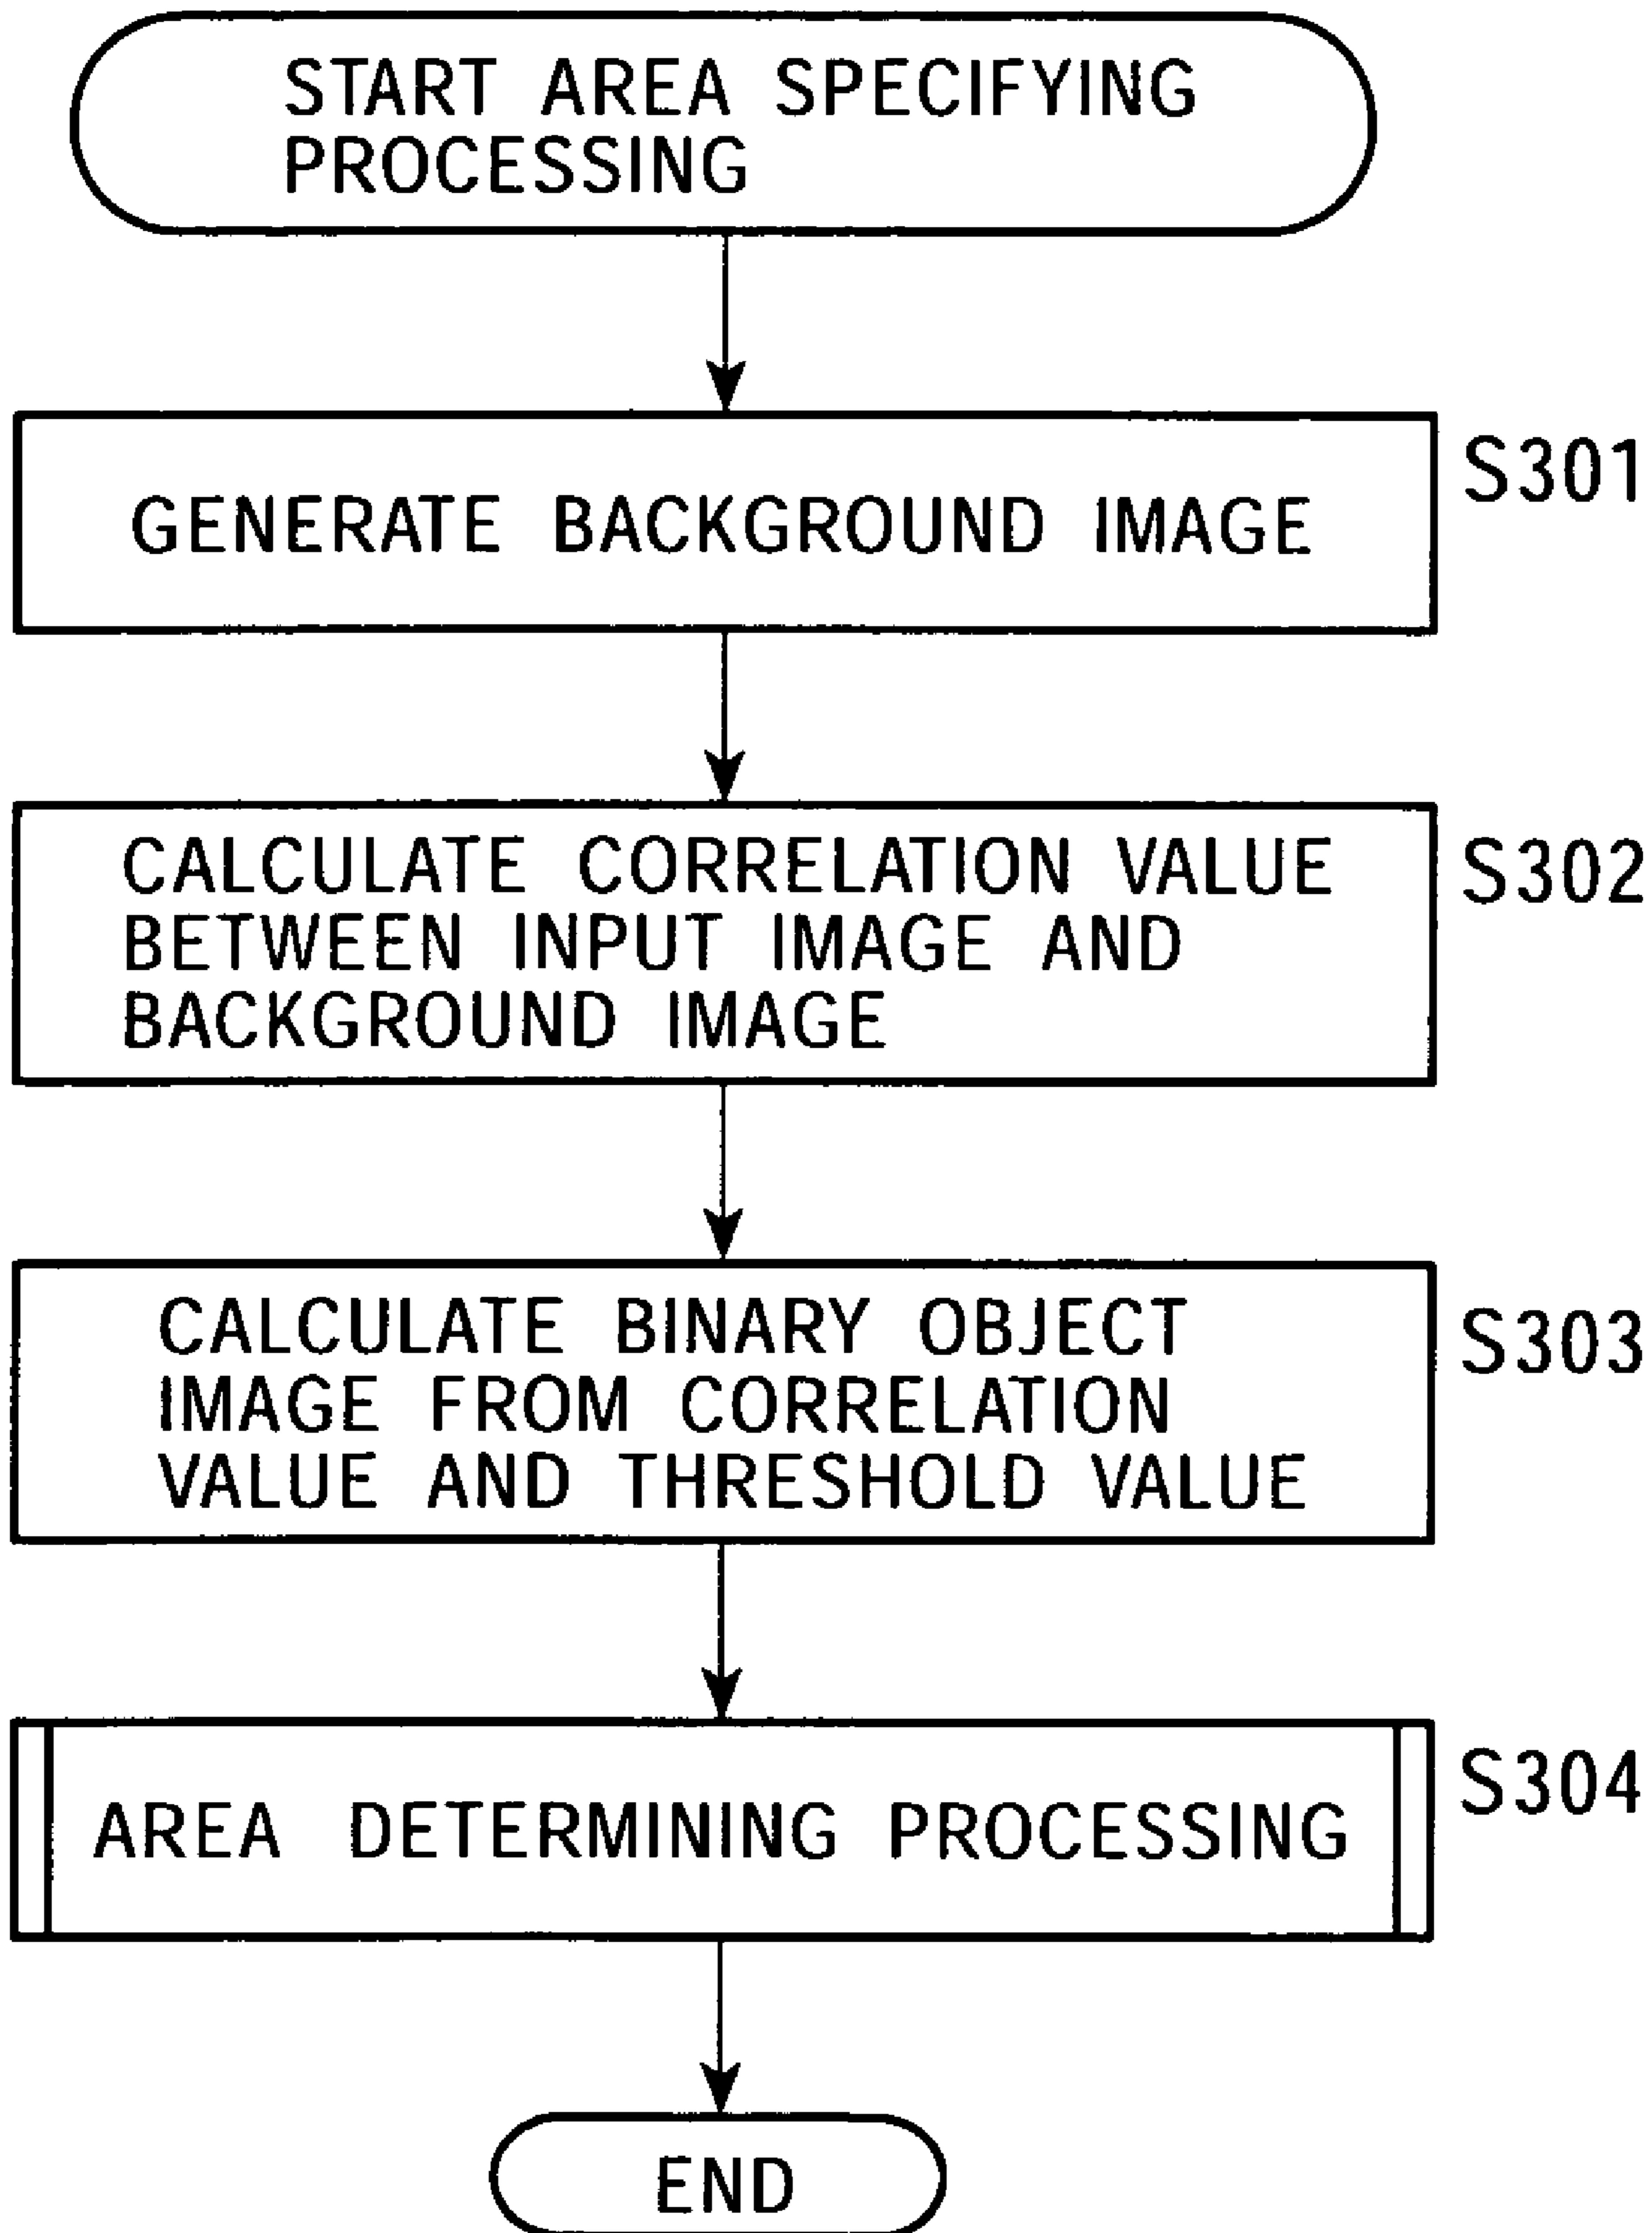 START AREA SPECIFYING
PROCESSING
S301
GENERATE BACKGROUND IMAGE
S302
CALCULATE CORRELATION VALUE
BETWEEN INPUT IMAGE AND
BACKGROUND IMAGE
S303
CALCULATE BINARY OBJECT
IMAGE FROM CORRELATION
VALUE AND THRESHOLD VALUE
S304
AREA DETERMINING PROCESSING
END